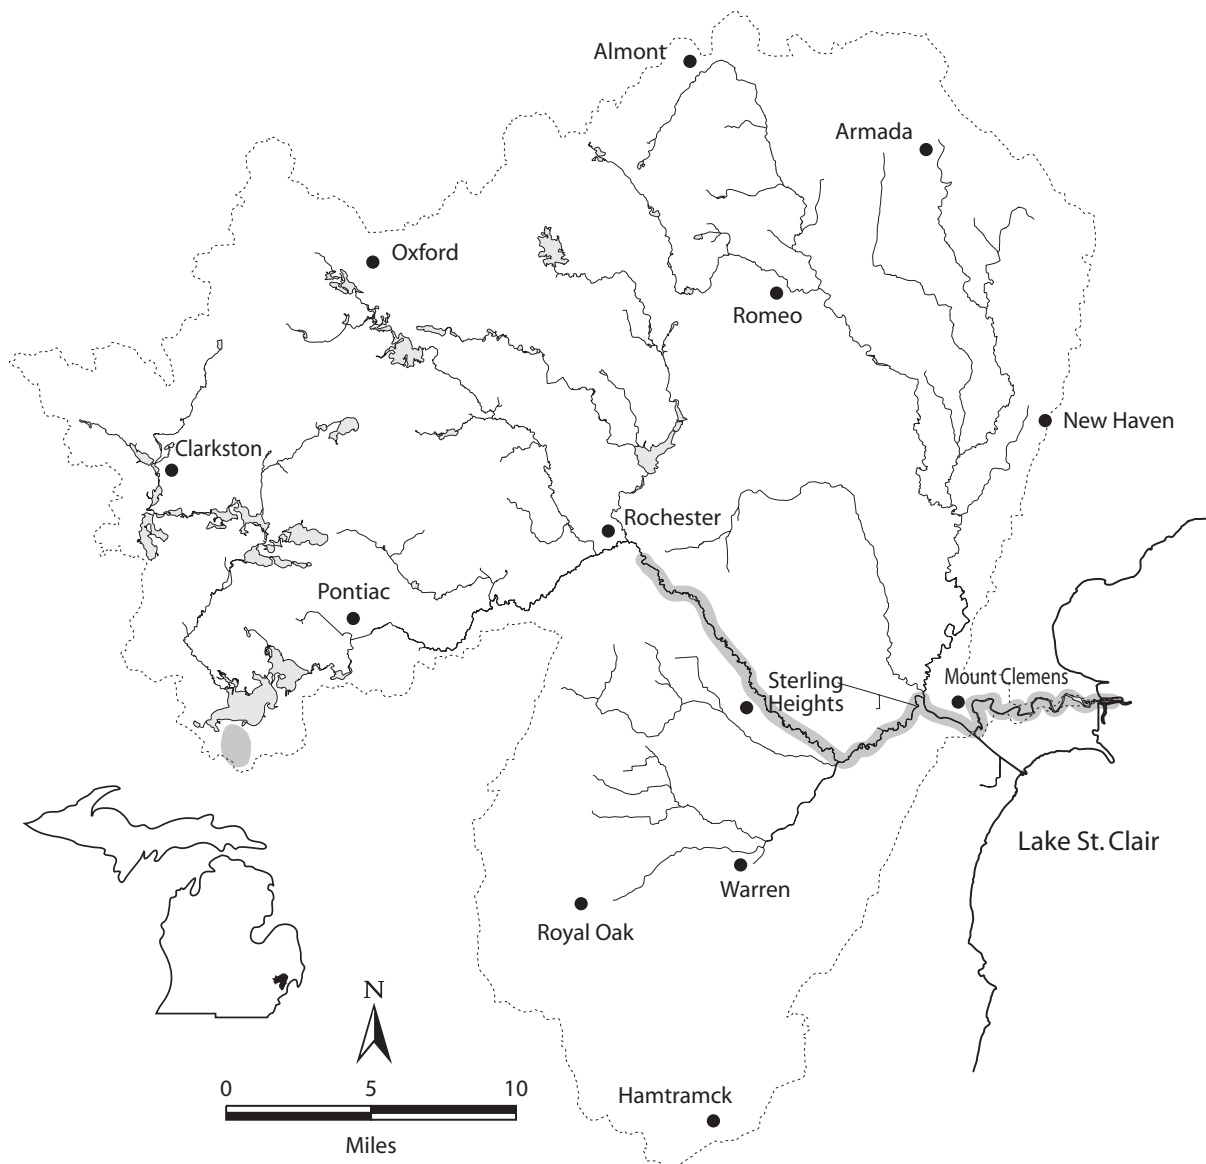 Almont
Armada
Oxford
Romeo
New Haven
Clarkston
Rochester
Pontiac
Mount Clemens
Sterling
Heights
Lake St. Clair
Warren
Royal Oak
N
0 5 10
Miles
Hamtramck